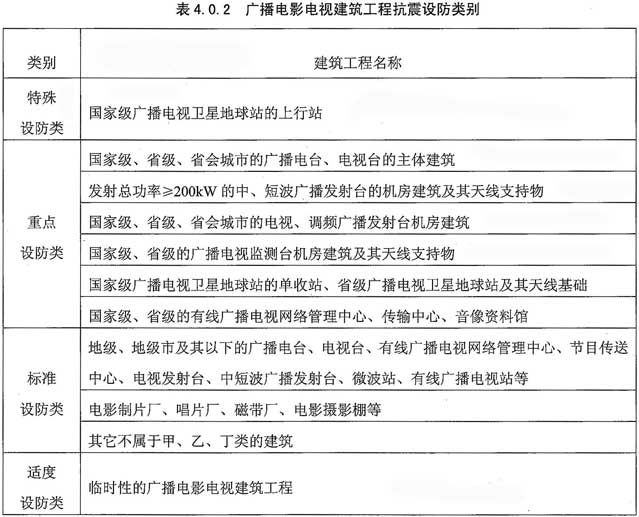 表4.0.2 广播电影电视建筑工程抗震设防类别
类别
建筑工程名称
特殊
设防类
国家级广播电视卫星地球站的上行站
重点
设防类
国家级、省级、省会城市的广播电台、电视台的主体建筑
发射总功率≥200kW的中、短波广播发射台的机房建筑及其天线支持物
国家级、省级、省会城市的电视、调频广播发射台机房建筑
国家级、省级的广播电视监测台机房建筑及其天线支持物
国家级广播电视卫星地球站的单收站、省级广播电视卫星地球站及其天线基础
国家级、省级的有线广播电视网络管理中心、传输中心、音像资料馆
标准
设防类
地级、地级市及其以下的广播电台、电视台、有线广播电视网络管理中心、节目传送
中心、电视发射台、中短波广播发射台、微波站、有线广播电视站等
电影制片厂、唱片厂、磁带厂、电影摄影棚等
其它不属于甲、乙、丁类的建筑
适度
设防类
临时性的广播电影电视建筑工程